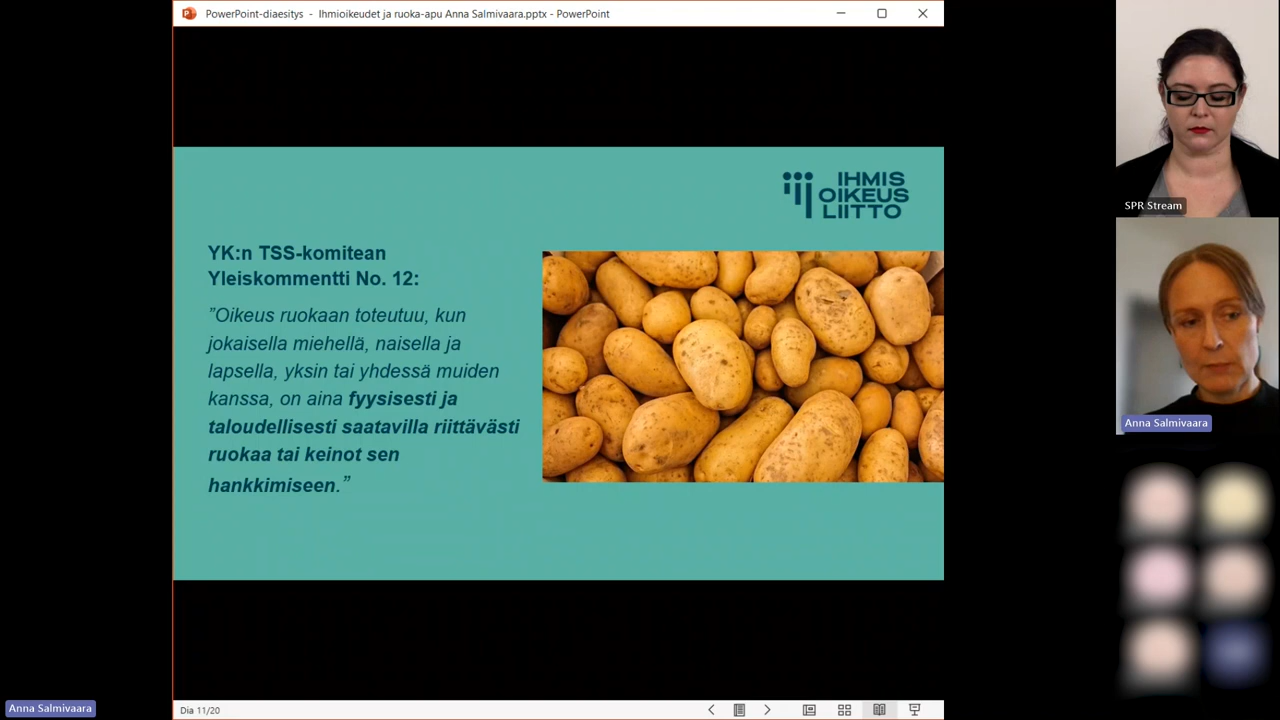 PowerPoint-diaesitys - Ihmioikeudet ja ruoka-apu Anna Salmivaara.pptx - PowerPoint
IHMIS
OIKEUS
LIITTO
YK:n TSS-komitean
Yleiskommentti No. 12:
”Oikeus ruokaan toteutuu, kun
jokaisella miehellä, naisella ja
lapsella, yksin tai yhdessä muiden
kanssa, on aina fyysisesti ja
taloudellisesti saatavilla riittävästi
ruokaa tai keinot sen
hankkimiseen.”
SPR Stream
Anna Salmivaara
Anna Salmivaara
Dia 11/20